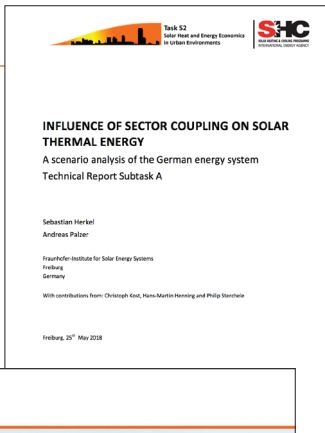 Task 52
Solar Heat and Energy Economics
in Urban Environments
SHC
SOLAR HEATING & COOLING PROGRAMME
INTERNATIONAL ENERGY AGENCY
INFLUENCE OF SECTOR COUPLING ON SOLAR
THERMAL ENERGY
A scenario analysis of the German energy system
Technical Report Subtask A
Sebastian Herkel
Andreas Palzer
Fraunhofer-Institute for Solar Energy Systems
Freiburg
Germany
With contributions from: Christoph Kost, Hans-Martin Henning and Philip Sterchele
Freiburg, 25th May 2018